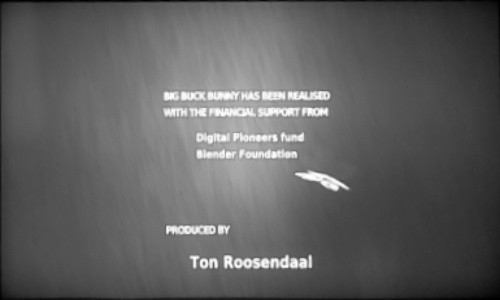 BIG BUCK BUNNY HAS BEEN REALISED
WITH THE FINANCIAL SUPPORT FROM
Digital Pioneers fund
Blender Foundation
PRODUCED BY
Ton Roosendaal